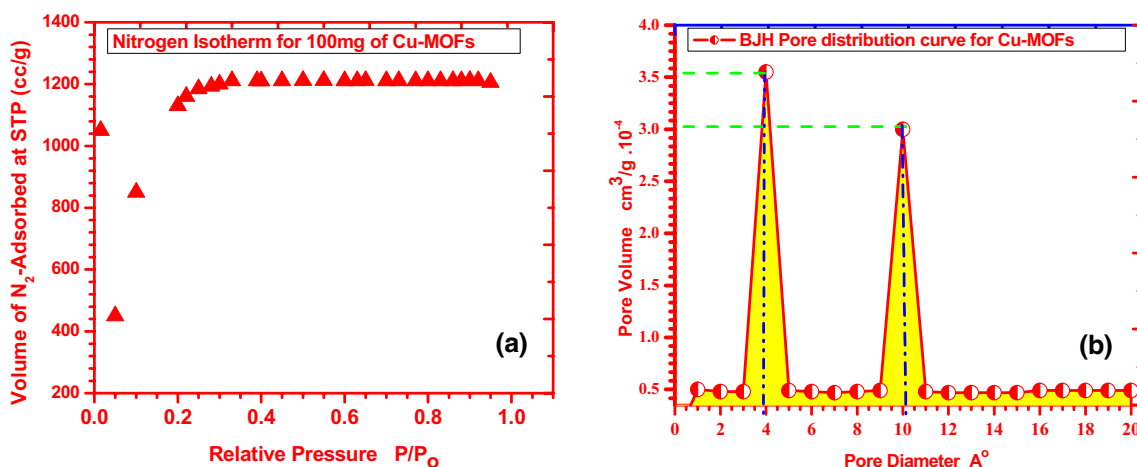 Nitrogen Isotherm for 100mg of Cu-MOFs
Volume of N₂-Adsorbed at STP (cc/g)
1400
1200
1000
800
600
400
200
0.0 0.2 0.4 0.6 0.8 1.0
Relative Pressure P/P₀
(a)
BJH Pore distribution curve for Cu-MOFs
Pore Volume cm³/g .10⁻⁴
4.0
3.5
3.0
2.5
2.0
1.5
1.0
0.5
0 2 4 6 8 10 12 14 16 18 20
Pore Diameter A°
(b)